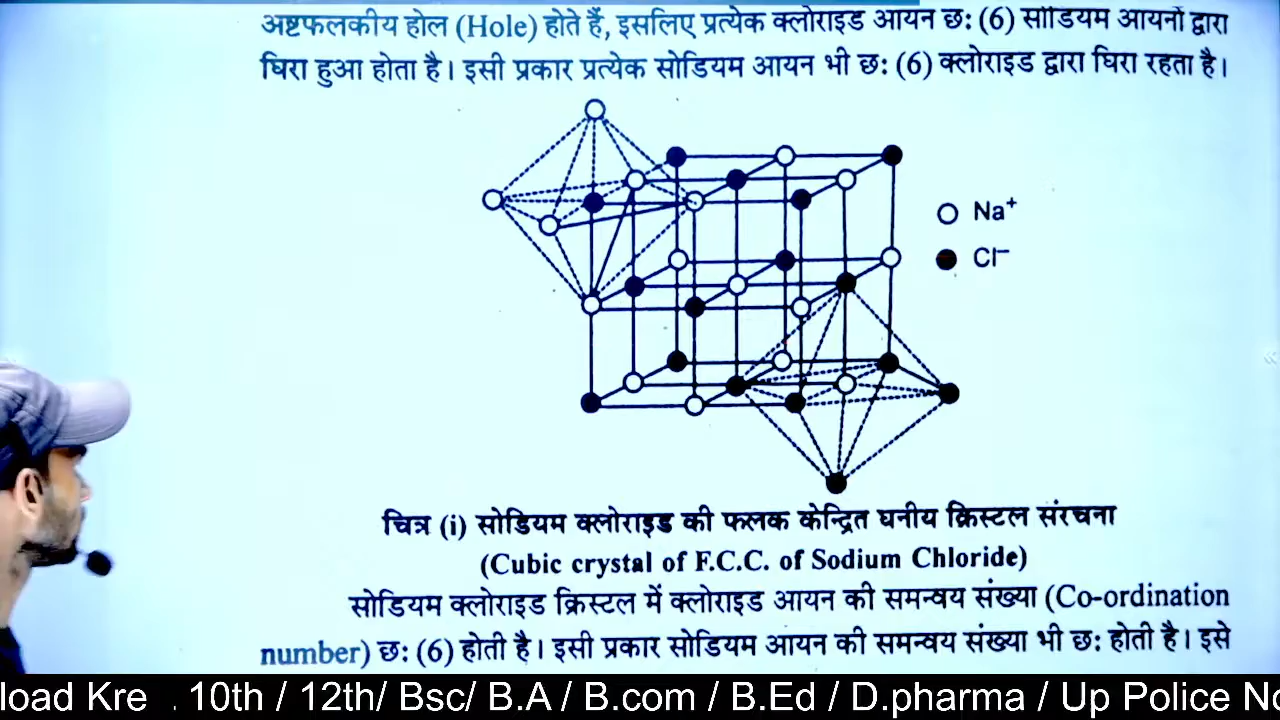 अष्टफलकीय होल (Hole) होते हैं, इसलिए प्रत्येक क्लोराइड आयन छ: (6) सोडियम आयनों द्वारा
घिरा हुआ होता है। इसी प्रकार प्रत्येक सोडियम आयन भी छ: (6) क्लोराइड द्वारा घिरा रहता है।
Na⁺
Cl⁻
चित्र (i) सोडियम क्लोराइड की फलक केन्द्रित घनीय क्रिस्टल संरचना
(Cubic crystal of F.C.C. of Sodium Chloride)
सोडियम क्लोराइड क्रिस्टल में क्लोराइड आयन की समन्वय संख्या (Co-ordination
number) छ: (6) होती है। इसी प्रकार सोडियम आयन की समन्वय संख्या भी छ: होती है। इसे
load Kre . 10th / 12th/ Bsc/ B.A / B.com / B.Ed / D.pharma / Up Police No